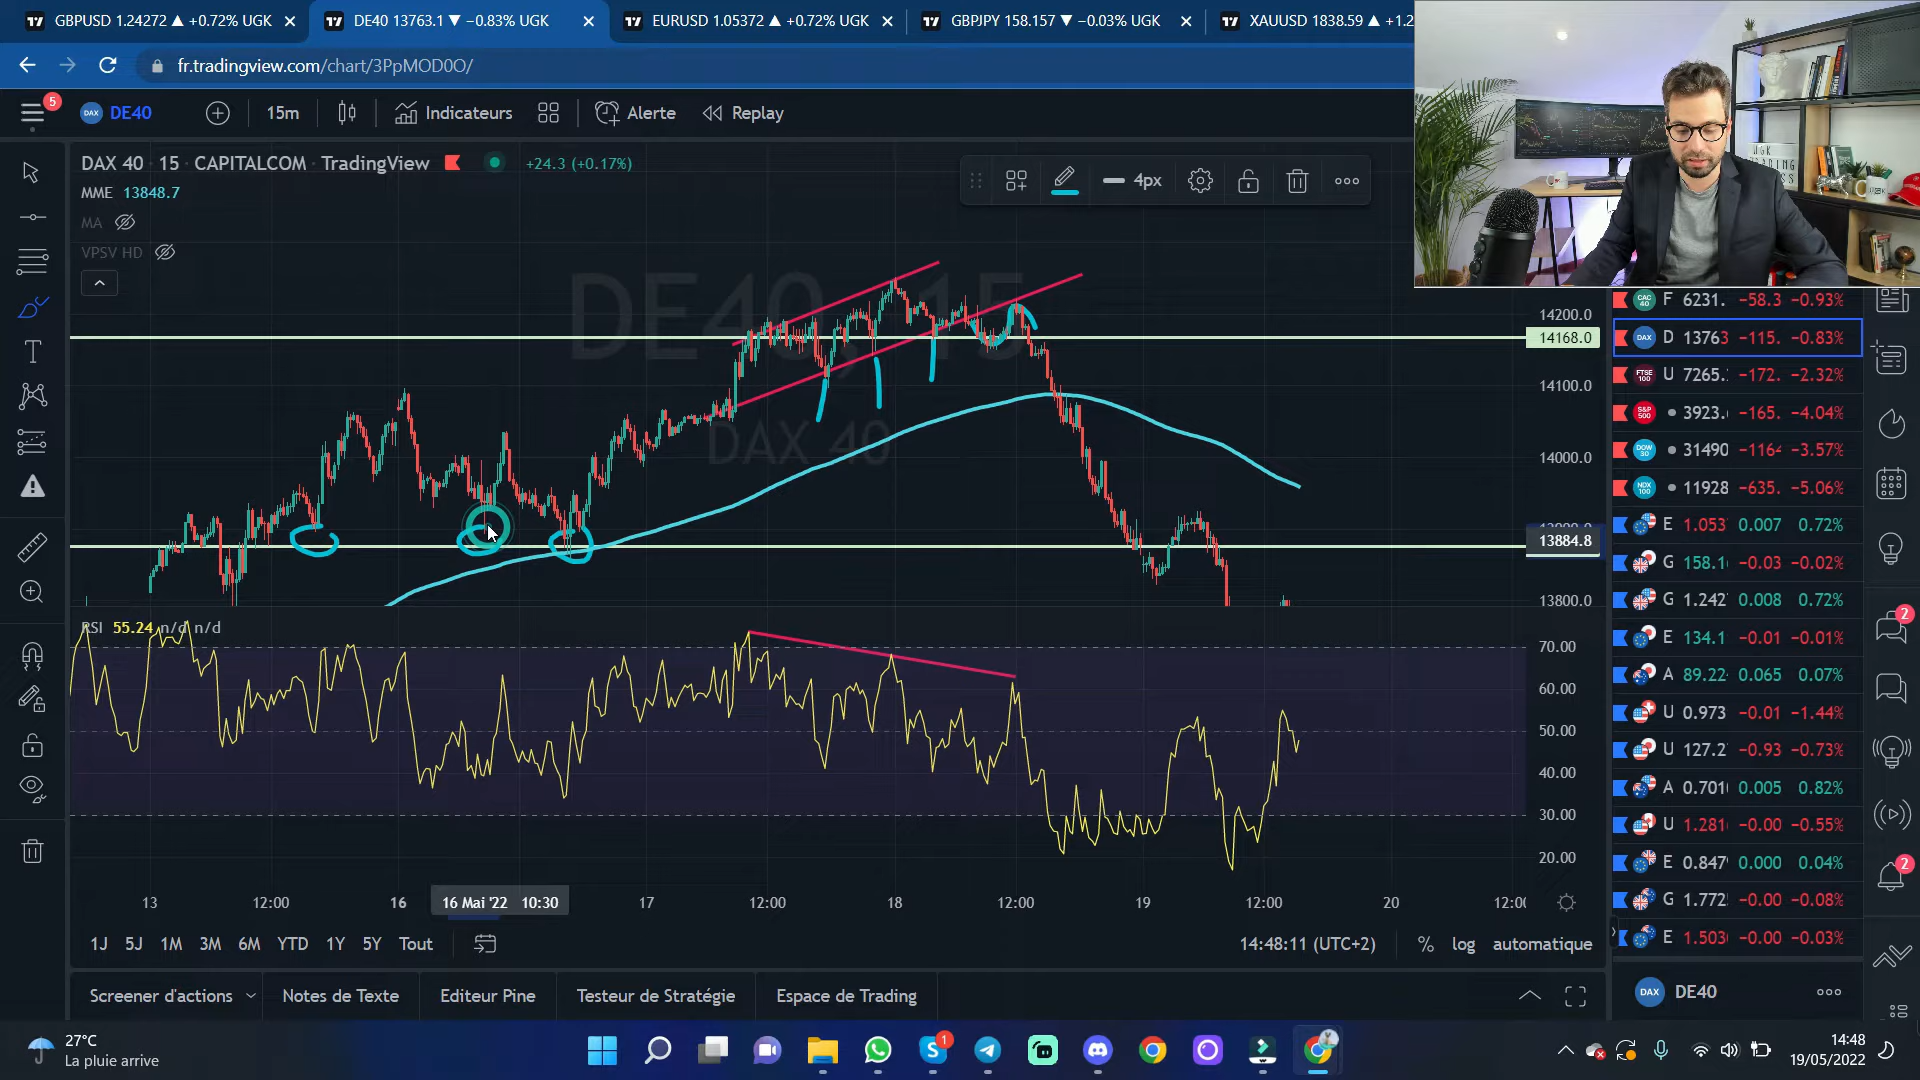 GBPUSD 1.24272 ▲ +0.72% UGK
DE40 13763.1 ▼ −0.83% UGK
EURUSD 1.05372 ▲ +0.72% UGK
GBPJPY 158.157 ▼ −0.03% UGK
XAUUSD 1838.59 ▲ +1.2
fr.tradingview.com/chart/3PpMOD0O/
5
DE40
15m
Indicateurs
Alerte
Replay
DAX 40 · 15 · CAPITALCOM · TradingView
+24.3 (+0.17%)
MME 13848.7
MA
VPSV HD
4px
DE40, 15
DAX 40
14200.0
14168.0
14100.0
14000.0
13884.8
13800.0
RSI 55.24 n/d n/d
70.00
60.00
50.00
40.00
30.00
20.00
13
12:00
16
16 Mai '22 10:30
17
12:00
18
12:00
19
12:00
20
1J 5J 1M 3M 6M YTD 1Y 5Y Tout
14:48:11 (UTC+2)
% log automatique
Screener d'actions
Notes de Texte
Editeur Pine
Testeur de Stratégie
Espace de Trading
F 6231. −58.3 −0.93%
D 13763 −115. −0.83%
U 7265. −172. −2.32%
3923. −165. −4.04%
31490 −1164 −3.57%
11928 −635. −5.06%
E 1.053 0.007 0.72%
G 158.1 −0.03 −0.02%
G 1.242 0.008 0.72%
E 134.1 −0.01 −0.01%
A 89.22 0.065 0.07%
U 0.973 −0.01 −1.44%
U 127.2 −0.93 −0.73%
A 0.701 0.005 0.82%
U 1.281 −0.00 −0.55%
E 0.847 0.000 0.04%
G 1.772 −0.00 −0.08%
E 1.503 −0.00 −0.03%
DAX
DE40
2
2
27°C
La pluie arrive
1
14:48
19/05/2022